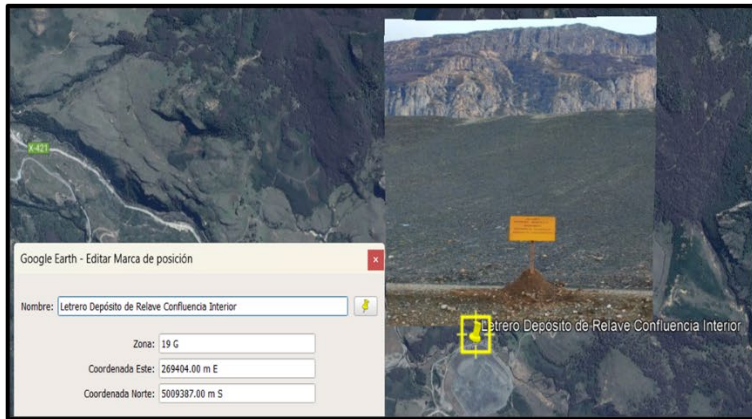 X-421
Google Earth - Editar Marca de posición
x
Nombre: Letrero Depósito de Relave Confluencia Interior
Zona: 19 G
Coordenada Este: 269404.00 m E
Coordenada Norte: 5009387.00 m S
Letrero Depósito de Relave Confluencia Interior